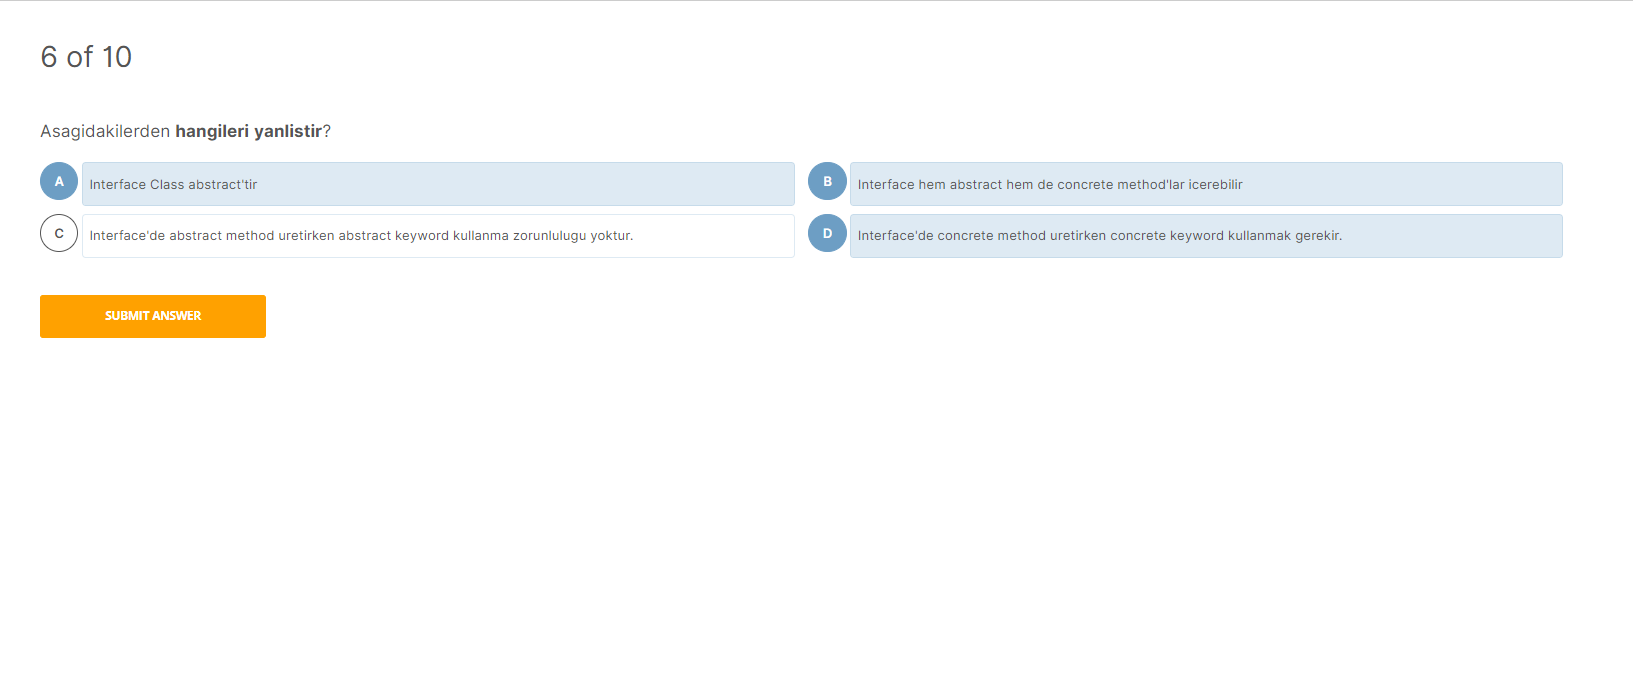 6 of 10
Asagidakilerden hangileri yanlistir?
A Interface Class abstract'tir
B Interface hem abstract hem de concrete method'lar icerebilir
C Interface'de abstract method uretirken abstract keyword kullanma zorunlulugu yoktur.
D Interface'de concrete method uretirken concrete keyword kullanmak gerekir.
SUBMIT ANSWER